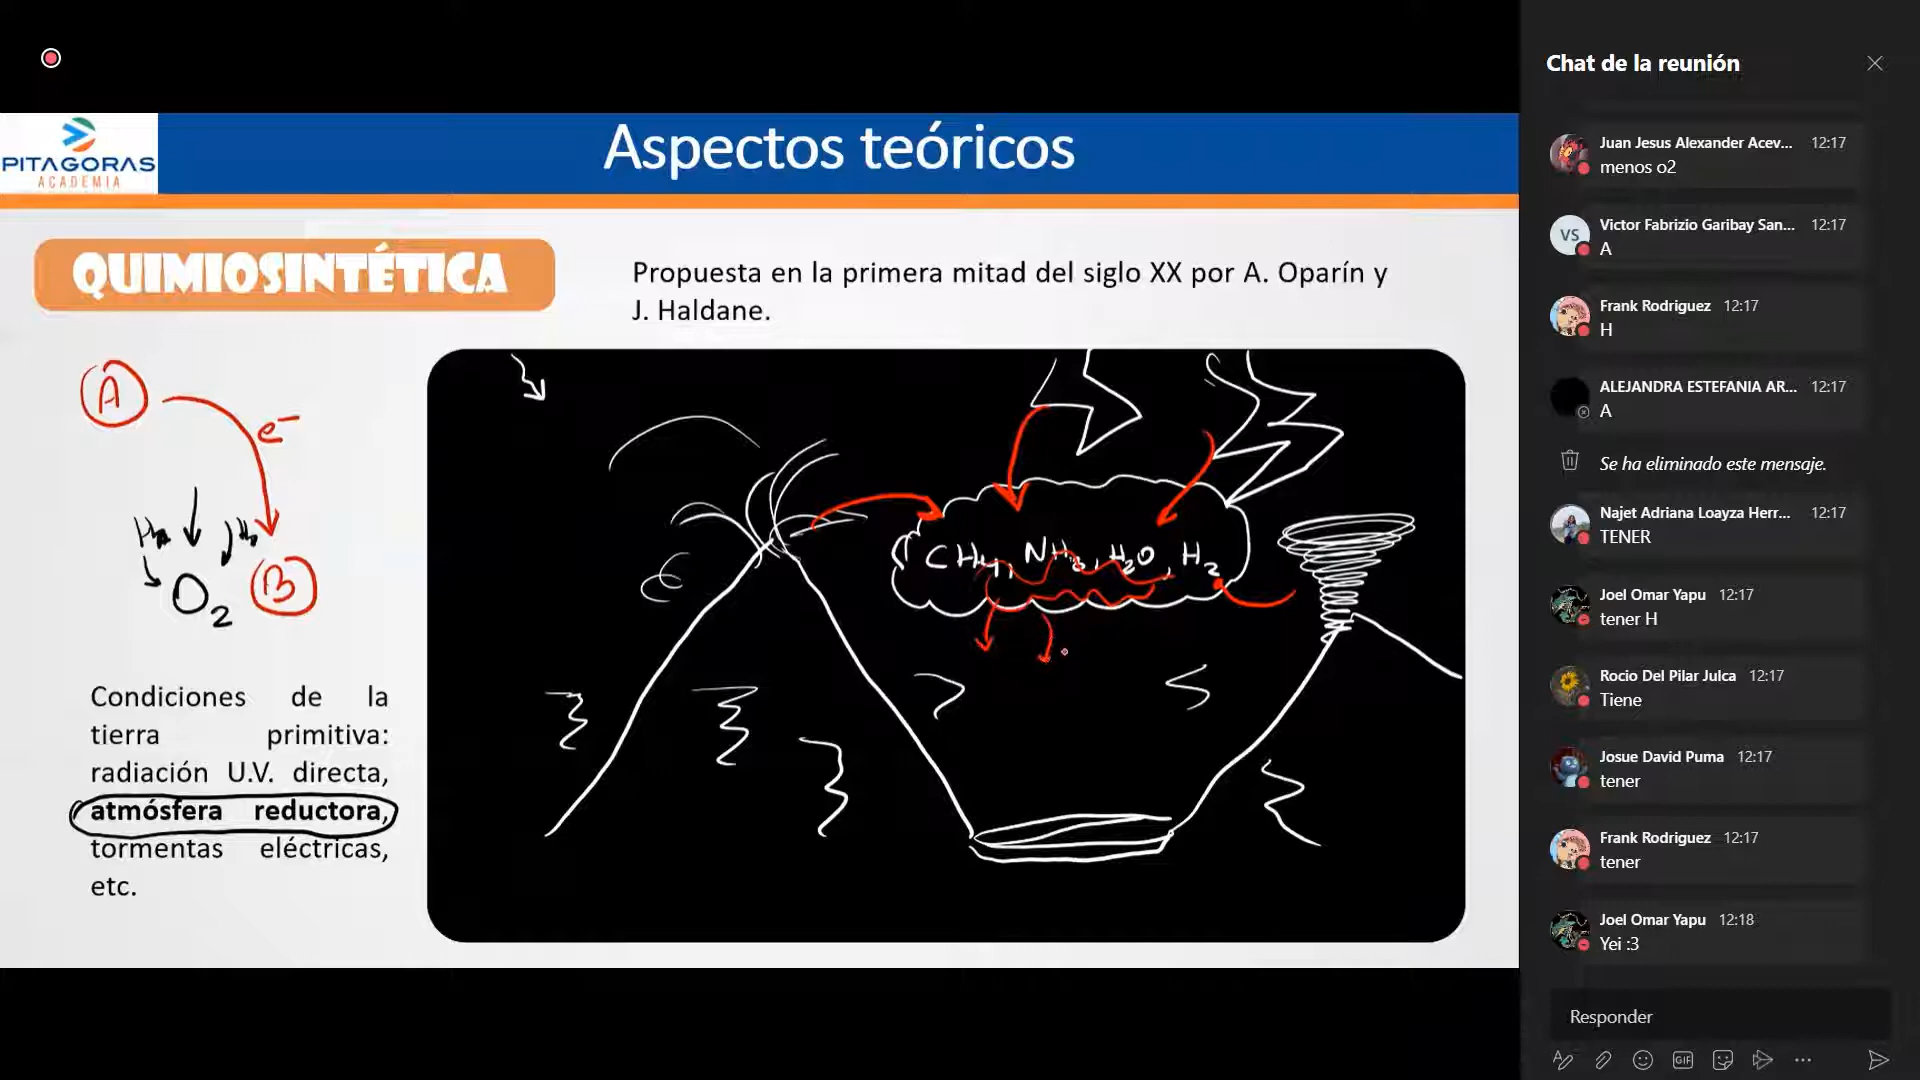 PITAGORAS
ACADEMIA
Aspectos teóricos
QUIMIOSINTÉTICA
Propuesta en la primera mitad del siglo XX por A. Oparín y
J. Haldane.
A
e-
O2
B
Condiciones de la
tierra primitiva:
radiación U.V. directa,
atmósfera reductora,
tormentas eléctricas,
etc.
CH4, NH3, H2O, H2
Chat de la reunión
Juan Jesus Alexander Acev... 12:17
menos o2
VS
Victor Fabrizio Garibay San... 12:17
A
Frank Rodriguez 12:17
H
ALEJANDRA ESTEFANIA AR... 12:17
A
Se ha eliminado este mensaje.
Najet Adriana Loayza Herr... 12:17
TENER
Joel Omar Yapu 12:17
tener H
Rocio Del Pilar Julca 12:17
Tiene
Josue David Puma 12:17
tener
Frank Rodriguez 12:17
tener
Joel Omar Yapu 12:18
Yei :3
Responder
GIF